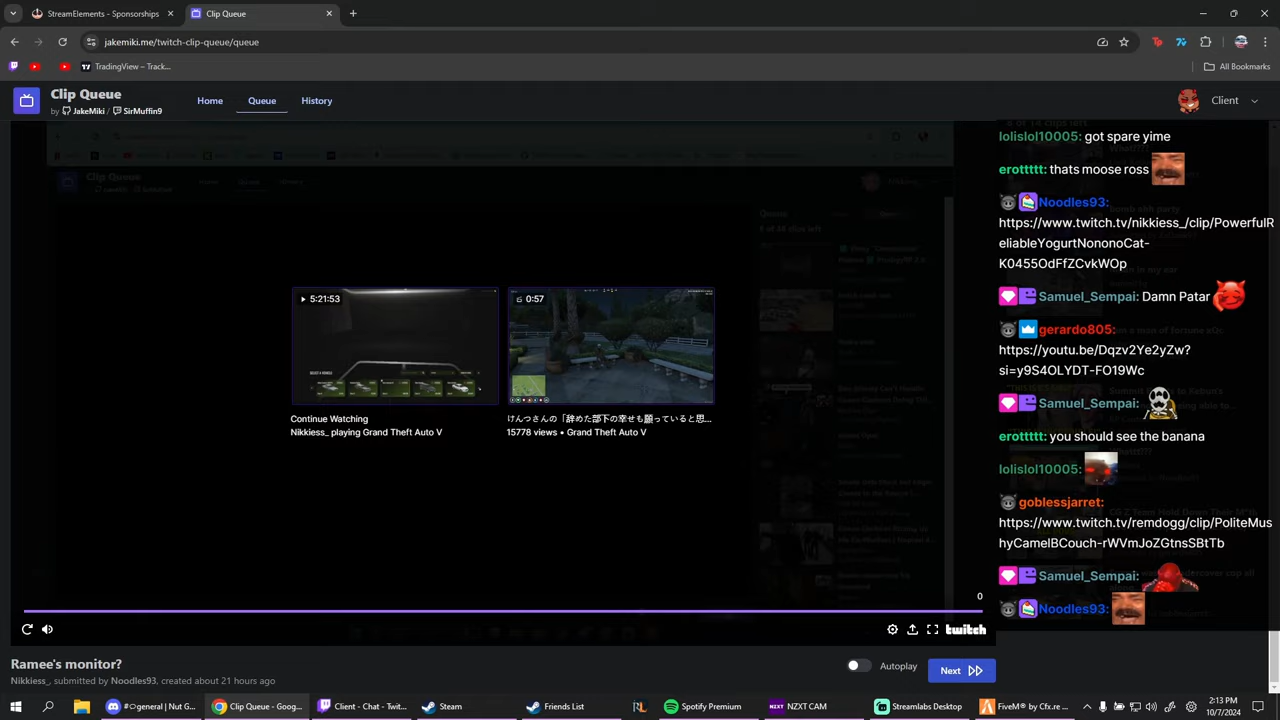 StreamElements - Sponsorships
Clip Queue
jakemiki.me/twitch-clip-queue/queue
TradingView – Track...
All Bookmarks
Clip Queue
by JakeMiki / SirMuffin9
Home
Queue
History
Client
lolislol10005: got spare yime
erottttt: thats moose ross
Noodles93:
https://www.twitch.tv/nikkiess_/clip/PowerfulR
eliableYogurtNononoCat-
K0455OdFfZCvkWOp
Samuel_Sempai: Damn Patar
gerardo805:
https://youtu.be/Dqzv2Ye2yZw?
si=y9S4OLYDT-FO19Wc
Samuel_Sempai:
erottttt: you should see the banana
lolislol10005:
goblessjarret:
https://www.twitch.tv/remdogg/clip/PoliteMus
hyCamelBCouch-rWVmJoZGtnsSBtTb
Samuel_Sempai:
Noodles93:
5:21:53
0:57
Continue Watching
Nikkiess_ playing Grand Theft Auto V
けんつさんの「辞めた部下の幸せも願っていると思...
15778 views • Grand Theft Auto V
0
twitch
Ramee's monitor?
Nikkiess_, submitted by Noodles93, created about 21 hours ago
Autoplay
Next
# 🗨general | Nut G...
Clip Queue - Goog...
Client - Chat - Twit...
Steam
Friends List
Spotify Premium
NZXT CAM
Streamlabs Desktop
FiveM® by Cfx.re ...
2:13 PM
10/7/2024